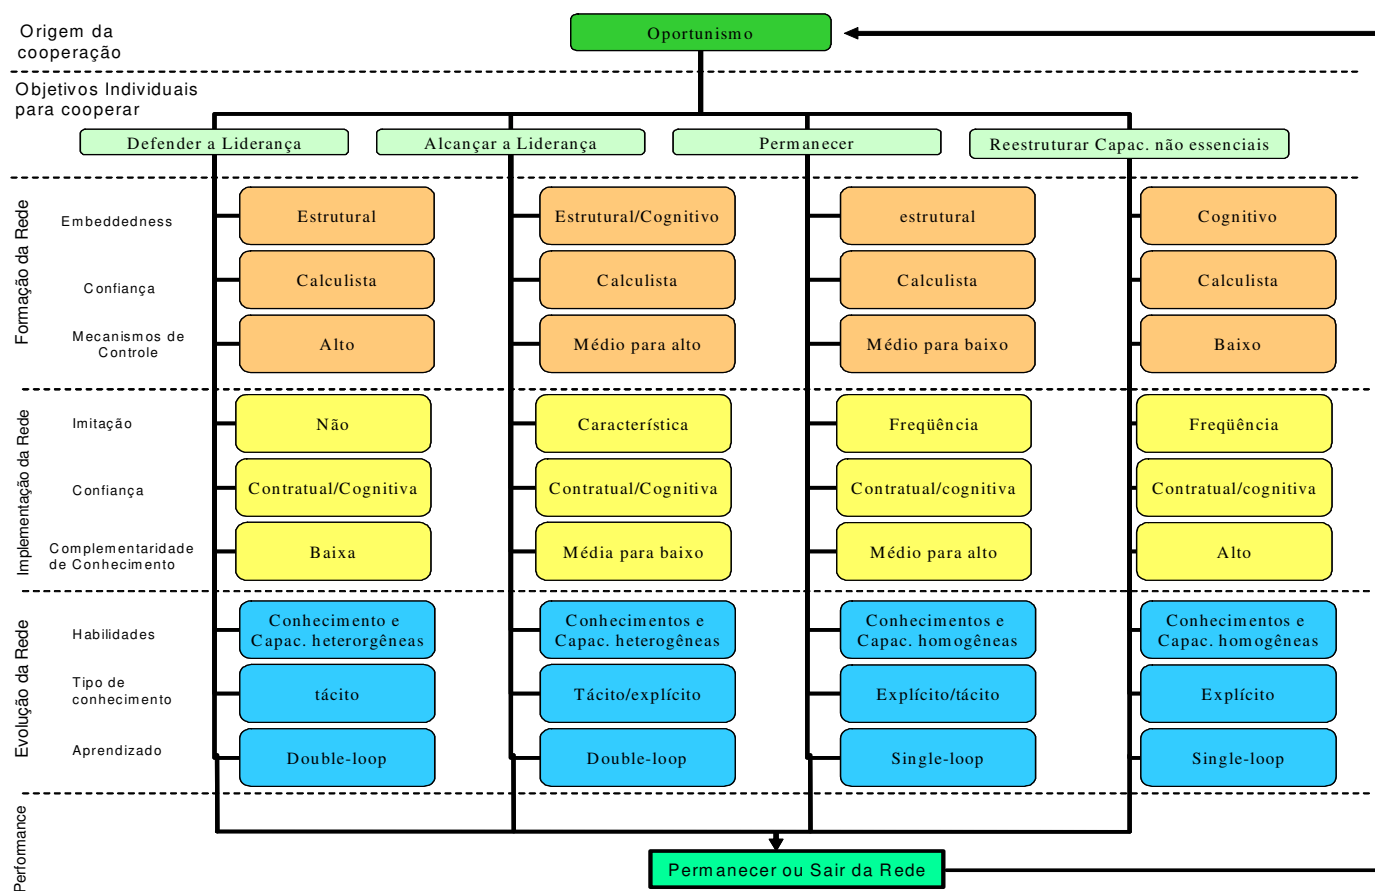 Origem da
cooperação
Oportunismo
Objetivos Individuais
para cooperar
Defender a Liderança
Alcançar a Liderança
Permanecer
Reestruturar Capac. não essenciais
Formação da Rede
Embeddedness
Estrutural
Estrutural/Cognitivo
estrutural
Cognitivo
Confiança
Calculista
Calculista
Calculista
Calculista
Mecanismos de
Controle
Alto
Médio para alto
Médio para baixo
Baixo
Implementação da Rede
Imitação
Não
Característica
Freqüência
Freqüência
Confiança
Contratual/Cognitiva
Contratual/Cognitiva
Contratual/cognitiva
Contratual/cognitiva
Complementaridade
de Conhecimento
Baixa
Média para baixo
Médio para alto
Alto
Evolução da Rede
Habilidades
Conhecimento e
Capac. heterorgêneas
Conhecimentos e
Capac. heterogêneas
Conhecimentos e
Capac. homogêneas
Conhecimentos e
Capac. homogêneas
Tipo de
conhecimento
tácito
Tácito/explícito
Explícito/tácito
Explícito
Aprendizado
Double-loop
Double-loop
Single-loop
Single-loop
Performance
Permanecer ou Sair da Rede